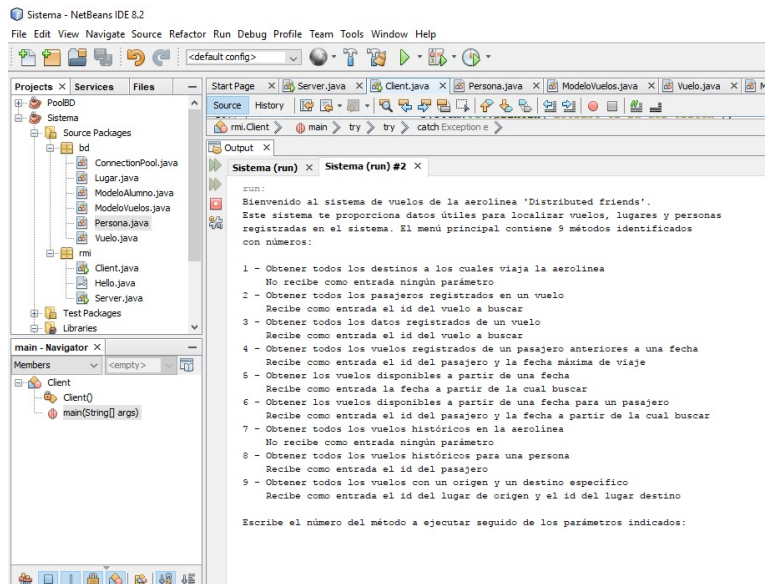 Sistema - NetBeans IDE 8.2
File Edit View Navigate Source Refactor Run Debug Profile Team Tools Window Help
<default config>
Projects Services Files
Start Page Server.java Client.java Persona.java ModeloVuelos.java Vuelo.java
PoolBD
Sistema
Source Packages
bd
ConnectionPool.java
Lugar.java
ModeloAlumno.java
ModeloVuelos.java
Persona.java
Vuelo.java
rmi
Client.java
Hello.java
Server.java
Test Packages
Libraries
main - Navigator
Members <empty>
Client
Client()
main(String[] args)
Source History
rmi.Client main try try catch Exception e
Output
Sistema (run) Sistema (run) #2
run:
Bienvenido al sistema de vuelos de la aerolinea 'Distributed friends'.
Este sistema te proporciona datos útiles para localizar vuelos, lugares y personas
registradas en el sistema. El menú principal contiene 9 métodos identificados
con números:
1 - Obtener todos los destinos a los cuales viaja la aerolinea
No recibe como entrada ningún parámetro
2 - Obtener todos los pasajeros registrados en un vuelo
Recibe como entrada el id del vuelo a buscar
3 - Obtener todos los datos registrados de un vuelo
Recibe como entrada el id del vuelo a buscar
4 - Obtener todos los vuelos registrados de un pasajero anteriores a una fecha
Recibe como entrada el id del pasajero y la fecha máxima de viaje
5 - Obtener los vuelos disponibles a partir de una fecha
Recibe como entrada la fecha a partir de la cual buscar
6 - Obtener los vuelos disponibles a partir de una fecha para un pasajero
Recibe como entrada el id del pasajero y la fecha a partir de la cual buscar
7 - Obtener todos los vuelos históricos en la aerolínea
No recibe como entrada ningún parámetro
8 - Obtener todos los vuelos históricos para una persona
Recibe como entrada el id del pasajero
9 - Obtener todos los vuelos con un origen y un destino específico
Recibe como entrada el id del lugar de origen y el id del lugar destino
Escribe el número del método a ejecutar seguido de los parámetros indicados: